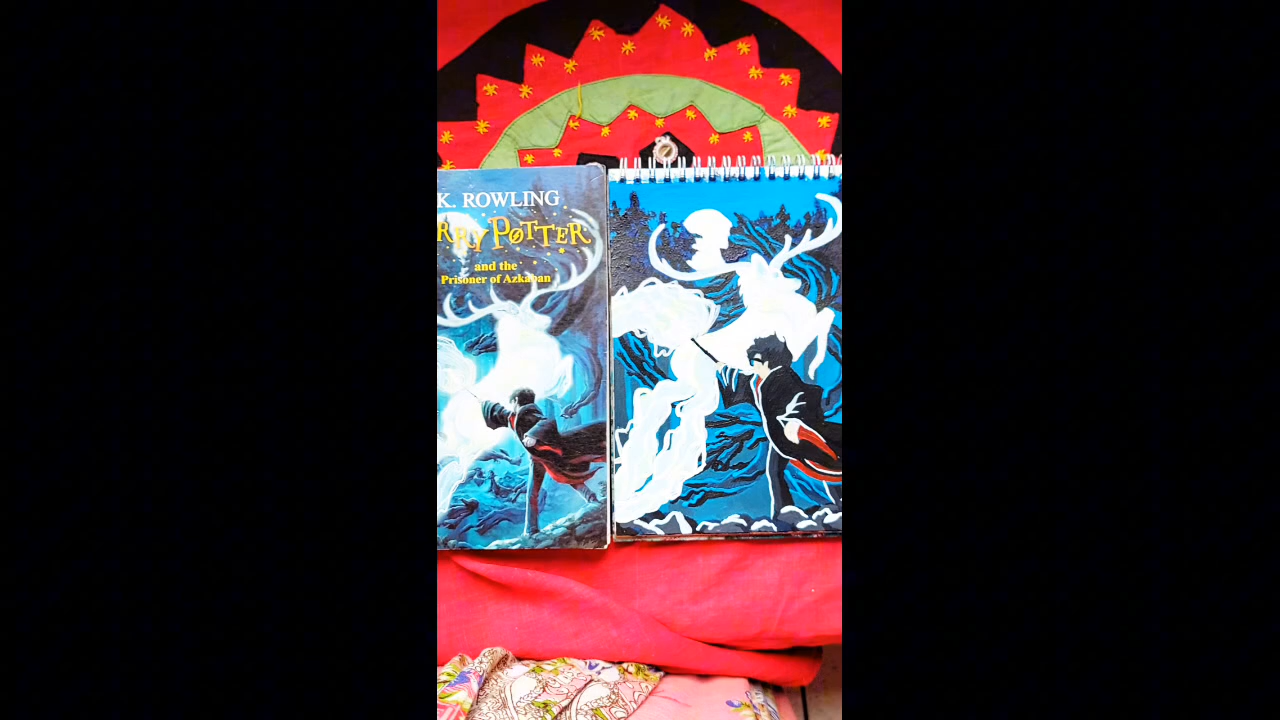 K. ROWLING
RRY POTTER
and the
Prisoner of Azkaban